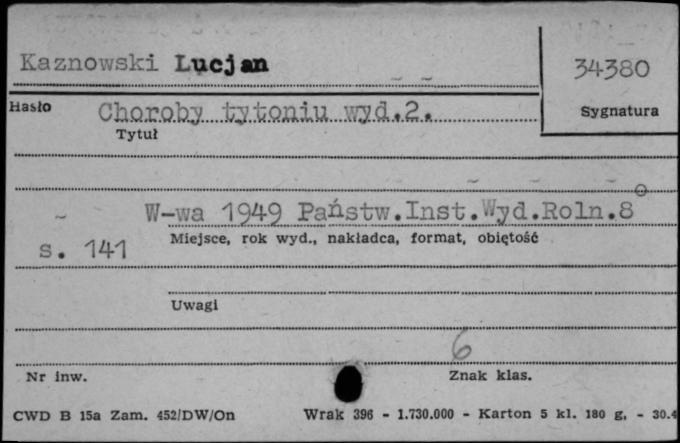 Kaznowski Lucjan
34380
Hasło
Sygnatura
Choroby tytoniu wyd.2.
Tytuł
W-wa 1949 Państw.Inst.Wyd.Roln.8°
s. 141
Miejsce, rok wyd., nakładca, format, obiętość
Uwagi
6
Nr inw.
Znak klas.
CWD B 15a Zam. 452/DW/On Wrak 396 - 1.730.000 - Karton 5 kl. 180 g. - 30.4